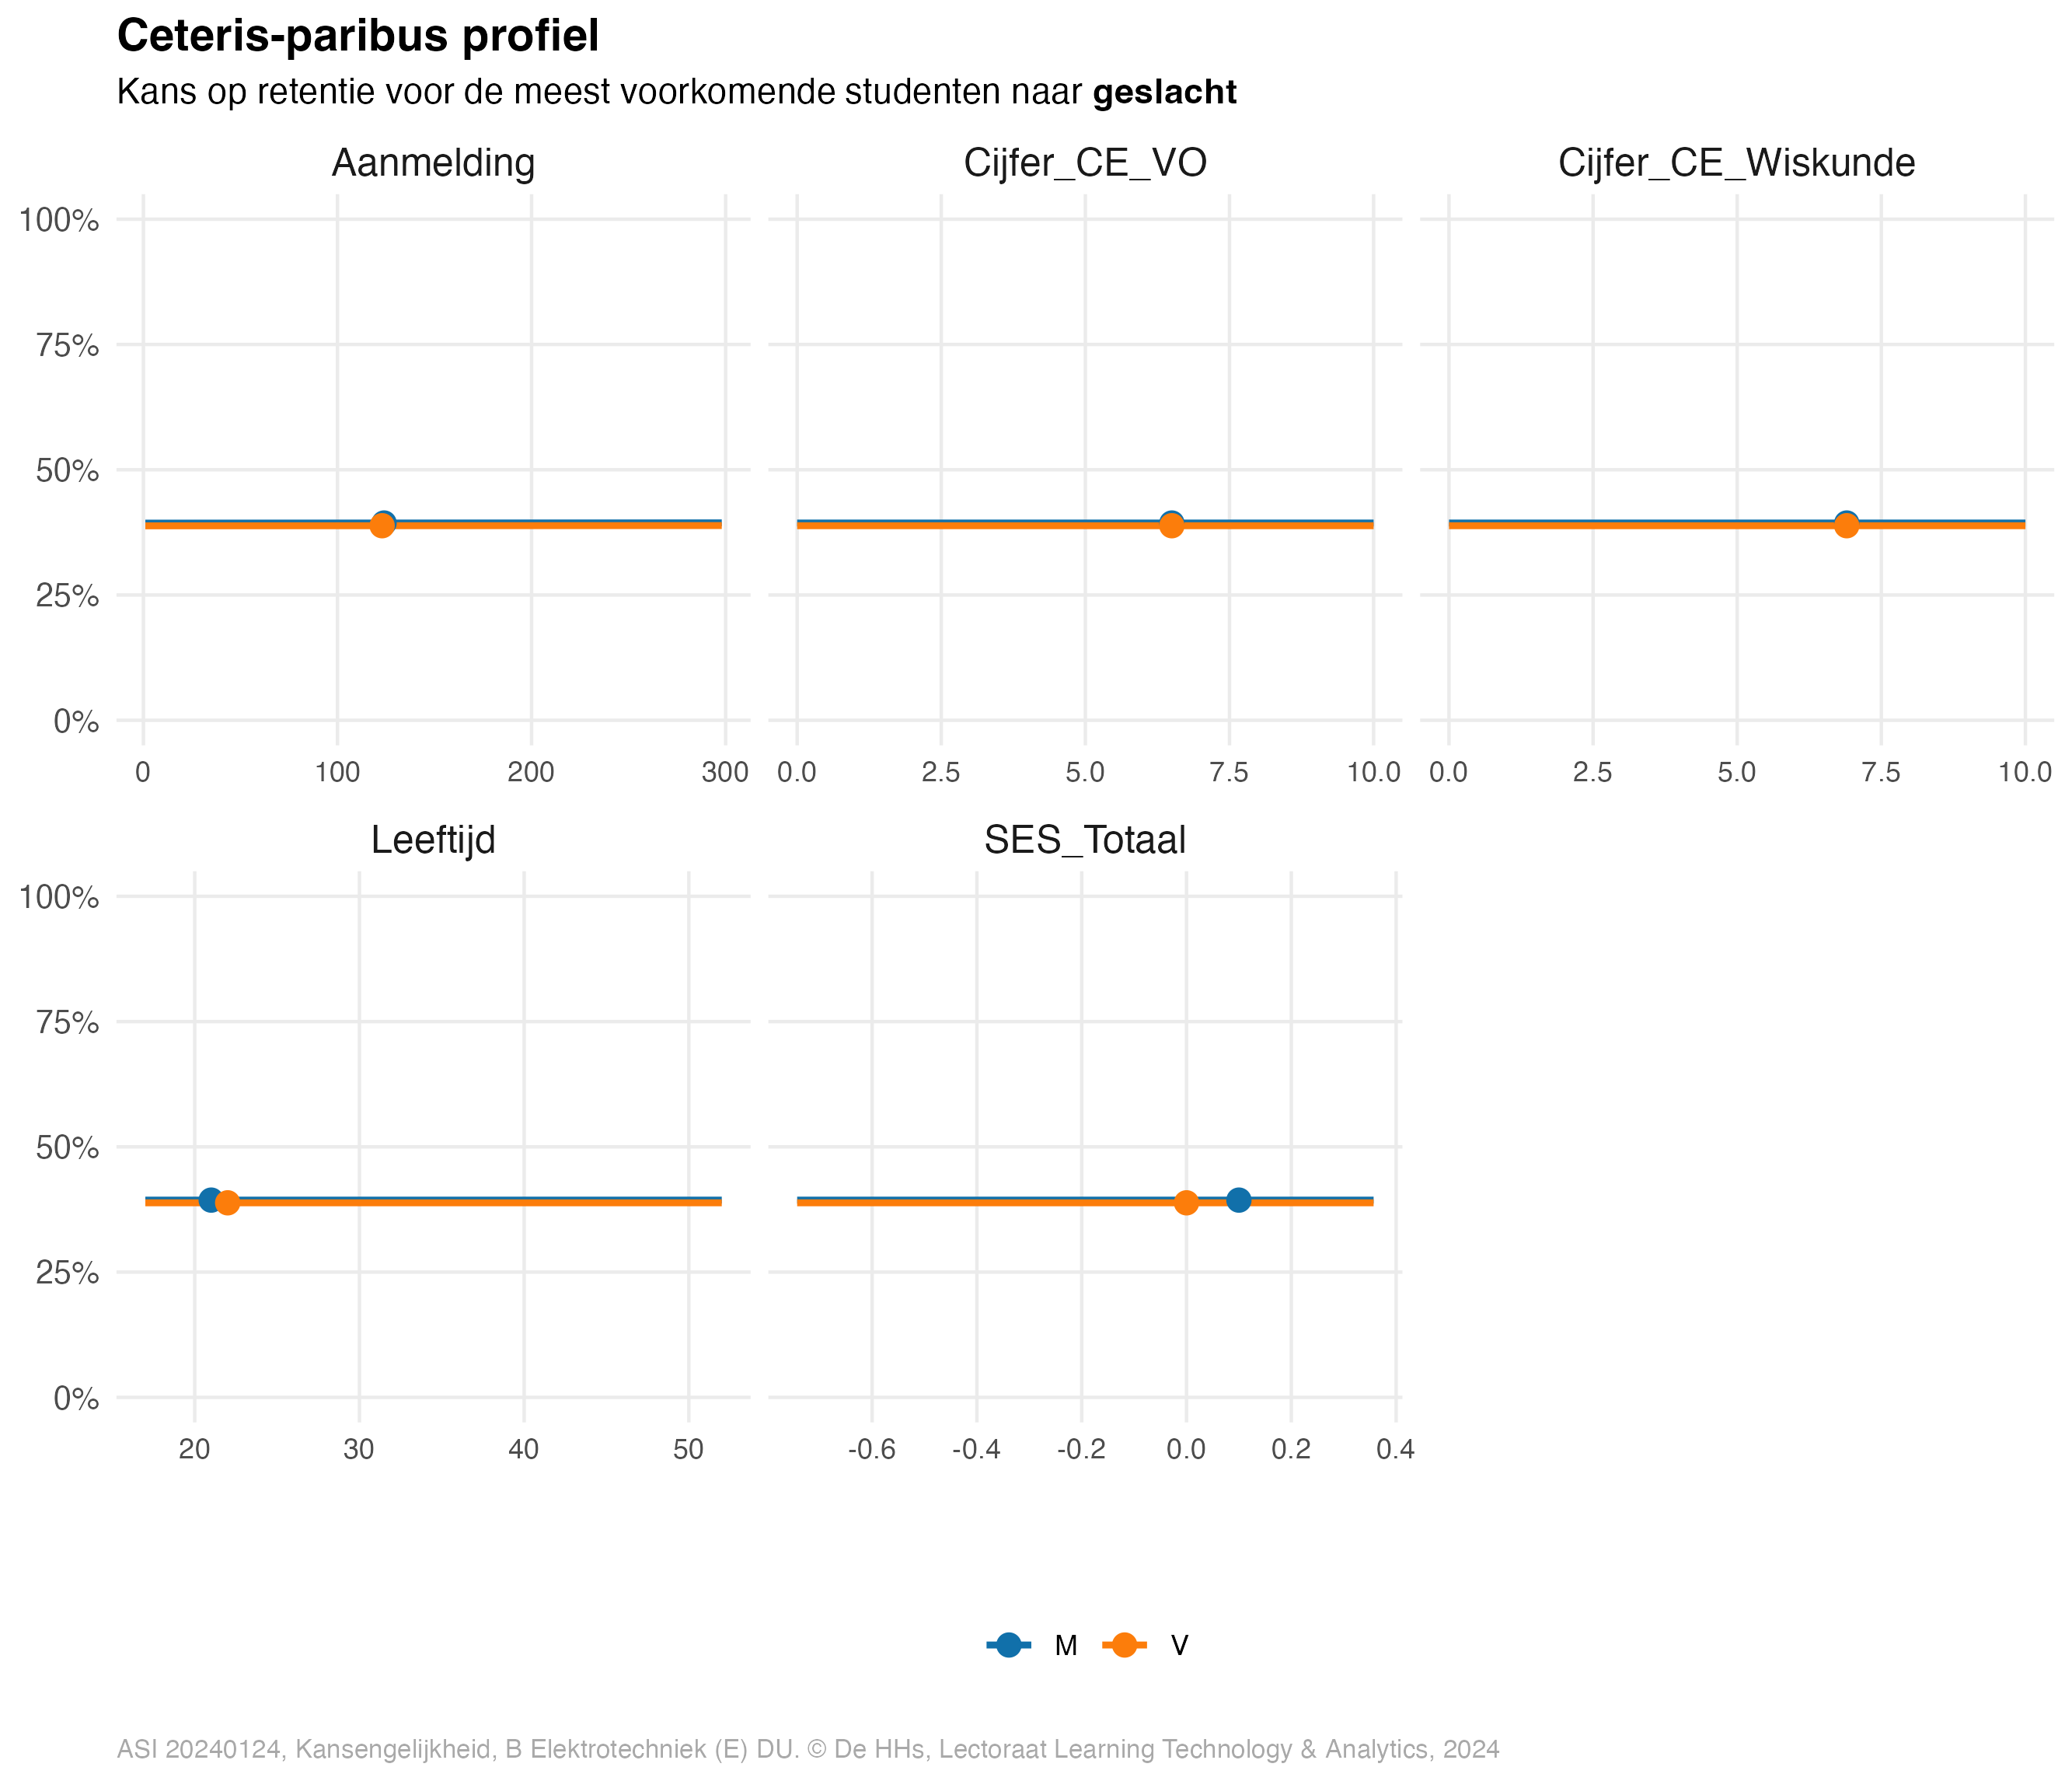 Ceteris-paribus profiel
Kans op retentie voor de meest voorkomende studenten naar geslacht
Aanmelding
Cijfer_CE_VO
Cijfer_CE_Wiskunde
100%
75%
50%
25%
0%
0 100 200 300
0.0 2.5 5.0 7.5 10.0
0.0 2.5 5.0 7.5 10.0
Leeftijd
SES_Totaal
100%
75%
50%
25%
0%
20 30 40 50
-0.6 -0.4 -0.2 0.0 0.2 0.4
M V
ASI 20240124, Kansengelijkheid, B Elektrotechniek (E) DU. © De HHs, Lectoraat Learning Technology & Analytics, 2024